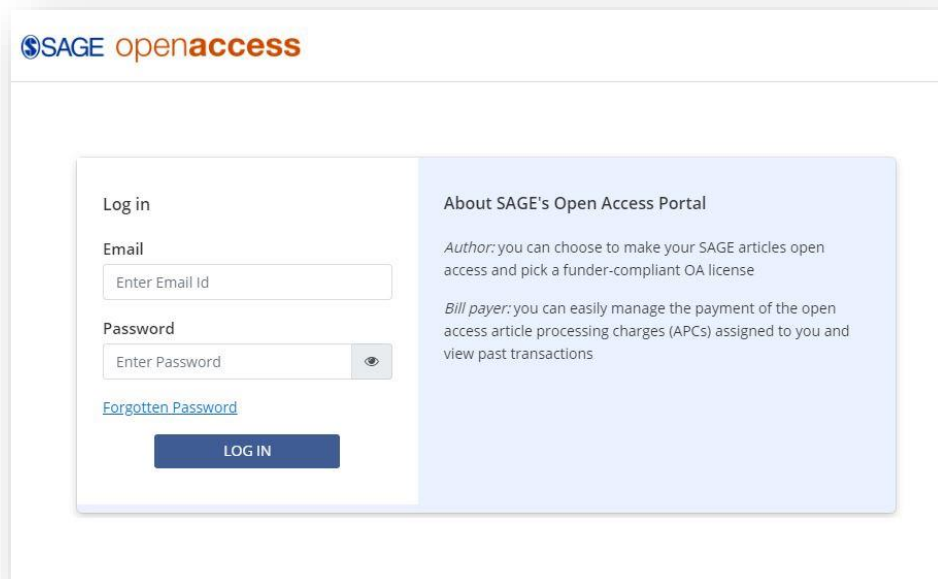 SAGE openaccess
Log in
Email
Enter Email Id
Password
Enter Password
Forgotten Password
LOG IN
About SAGE's Open Access Portal
Author: you can choose to make your SAGE articles open
access and pick a funder-compliant OA license
Bill payer: you can easily manage the payment of the open
access article processing charges (APCs) assigned to you and
view past transactions